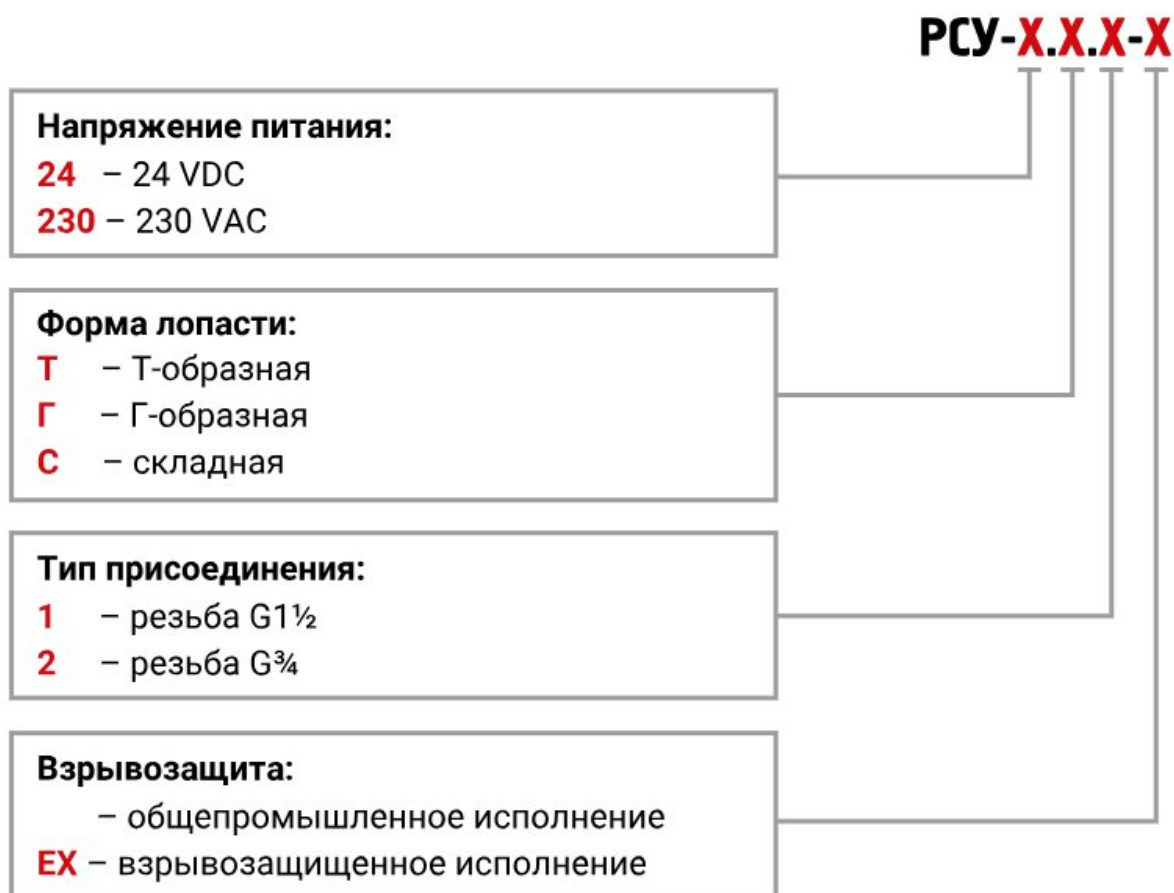 РСУ-Х.Х.Х-Х
Напряжение питания:
24 – 24 VDC
230 – 230 VAC
Форма лопасти:
Т – Т-образная
Г – Г-образная
С – складная
Тип присоединения:
1 – резьба G1½
2 – резьба G¾
Взрывозащита:
– общепромышленное исполнение
EX – взрывозащищенное исполнение